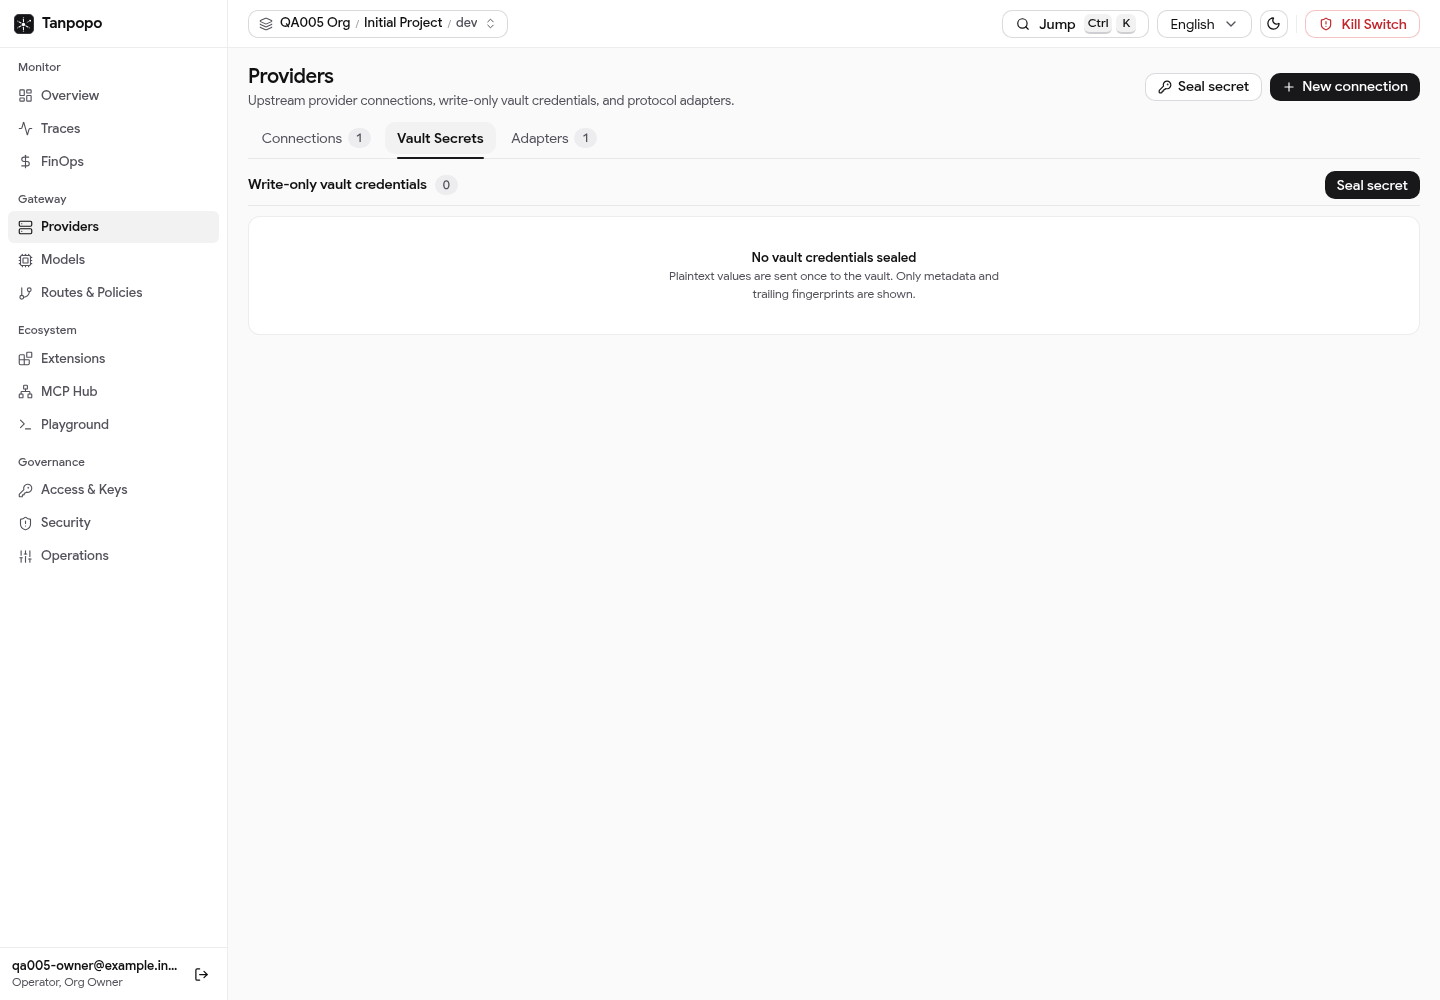 Tanpopo
QA005 Org / Initial Project / dev
Jump Ctrl K
English
Kill Switch
Monitor
Overview
Traces
FinOps
Gateway
Providers
Models
Routes & Policies
Ecosystem
Extensions
MCP Hub
Playground
Governance
Access & Keys
Security
Operations
qa005-owner@example.in...
Operator, Org Owner
Providers
Upstream provider connections, write-only vault credentials, and protocol adapters.
Seal secret
New connection
Connections 1
Vault Secrets
Adapters 1
Write-only vault credentials 0
Seal secret
No vault credentials sealed
Plaintext values are sent once to the vault. Only metadata and
trailing fingerprints are shown.